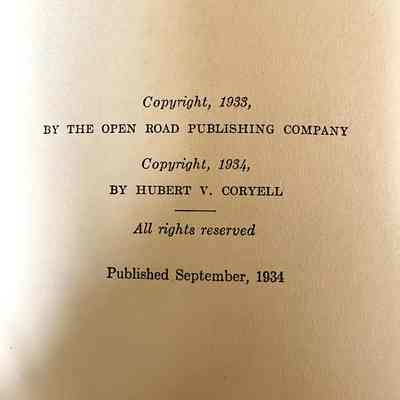 Copyright, 1933,
BY THE OPEN ROAD PUBLISHING COMPANY
Copyright, 1934,
BY HUBERT V. CORYELL
All rights reserved
Published September, 1934